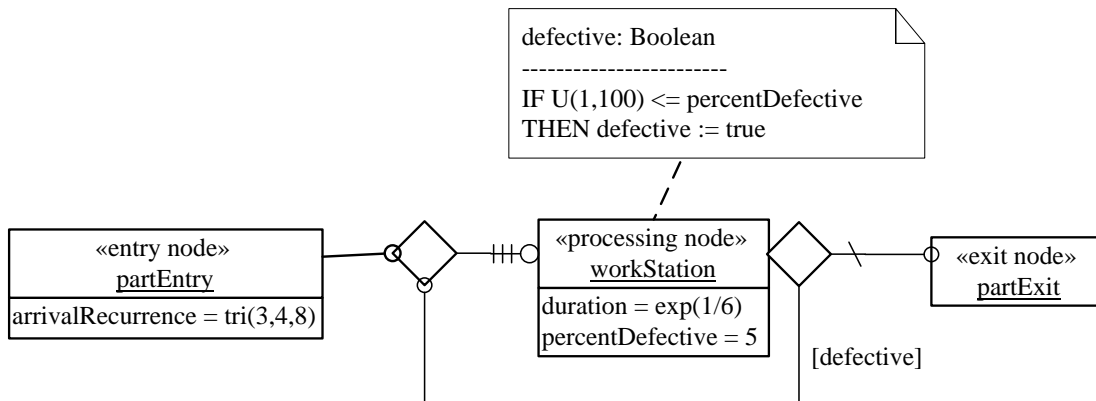 defective: Boolean
------------------------
IF U(1,100) <= percentDefective
THEN defective := true
«entry node»
partEntry
arrivalRecurrence = tri(3,4,8)
«processing node»
workStation
duration = exp(1/6)
percentDefective = 5
«exit node»
partExit
[defective]